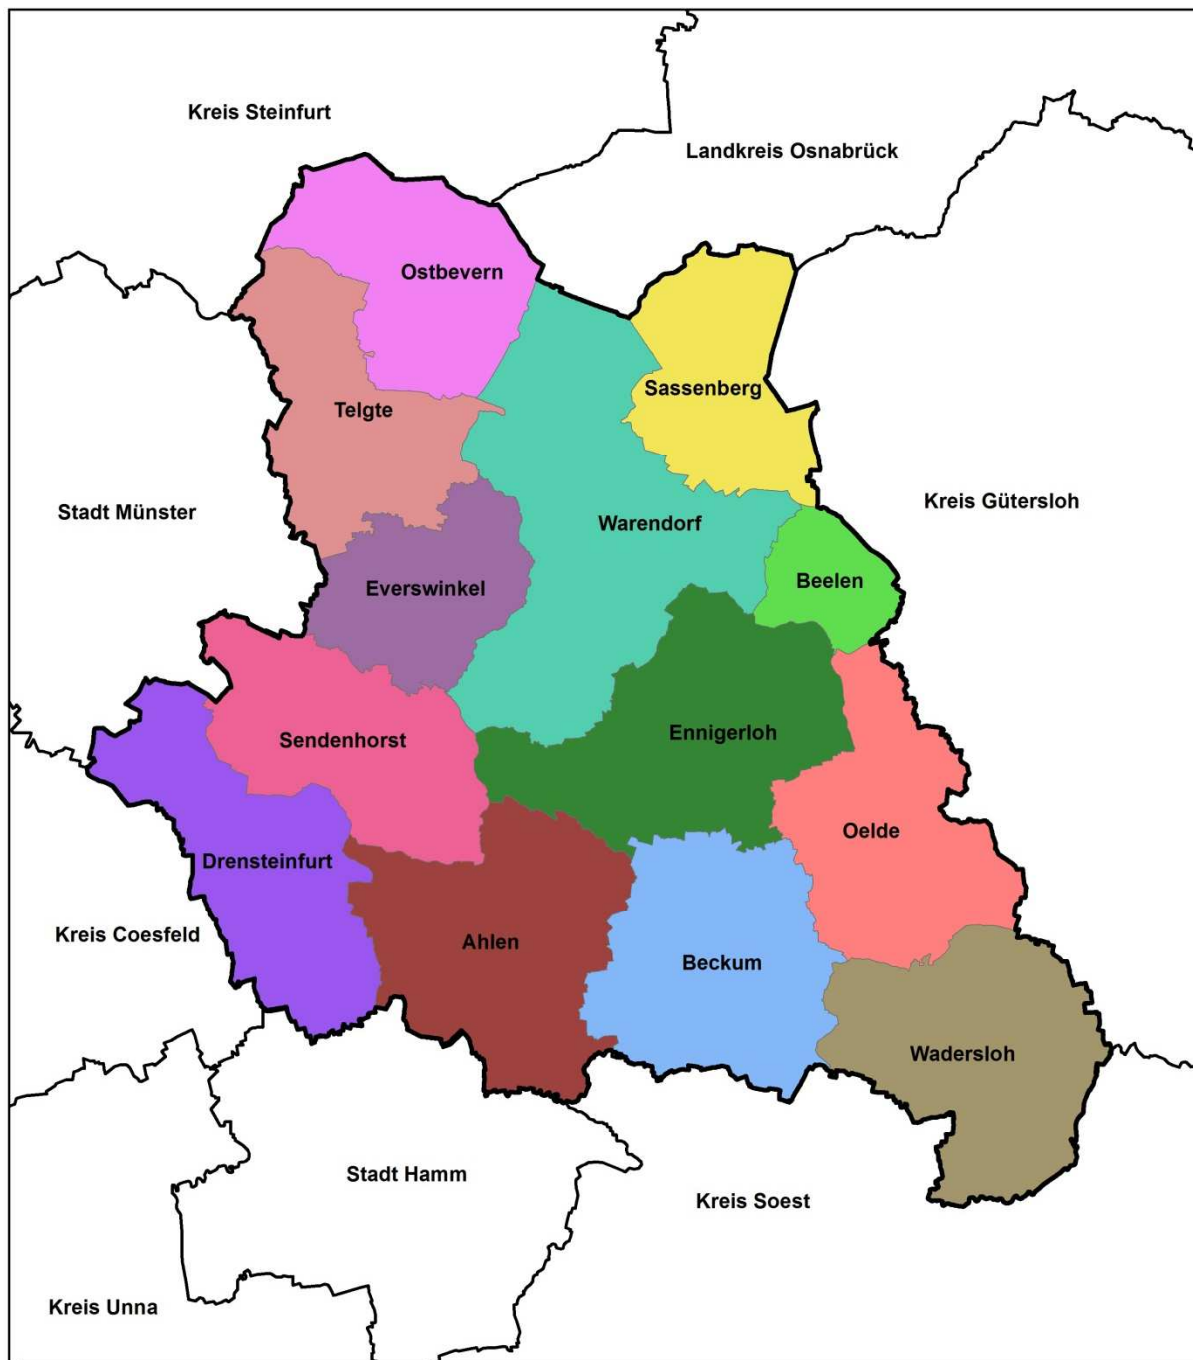 Kreis Steinfurt
Landkreis Osnabrück
Ostbevern
Sassenberg
Telgte
Kreis Gütersloh
Stadt Münster
Warendorf
Beelen
Everswinkel
Ennigerloh
Sendenhorst
Oelde
Drensteinfurt
Kreis Coesfeld
Ahlen
Beckum
Wadersloh
Stadt Hamm
Kreis Soest
Kreis Unna